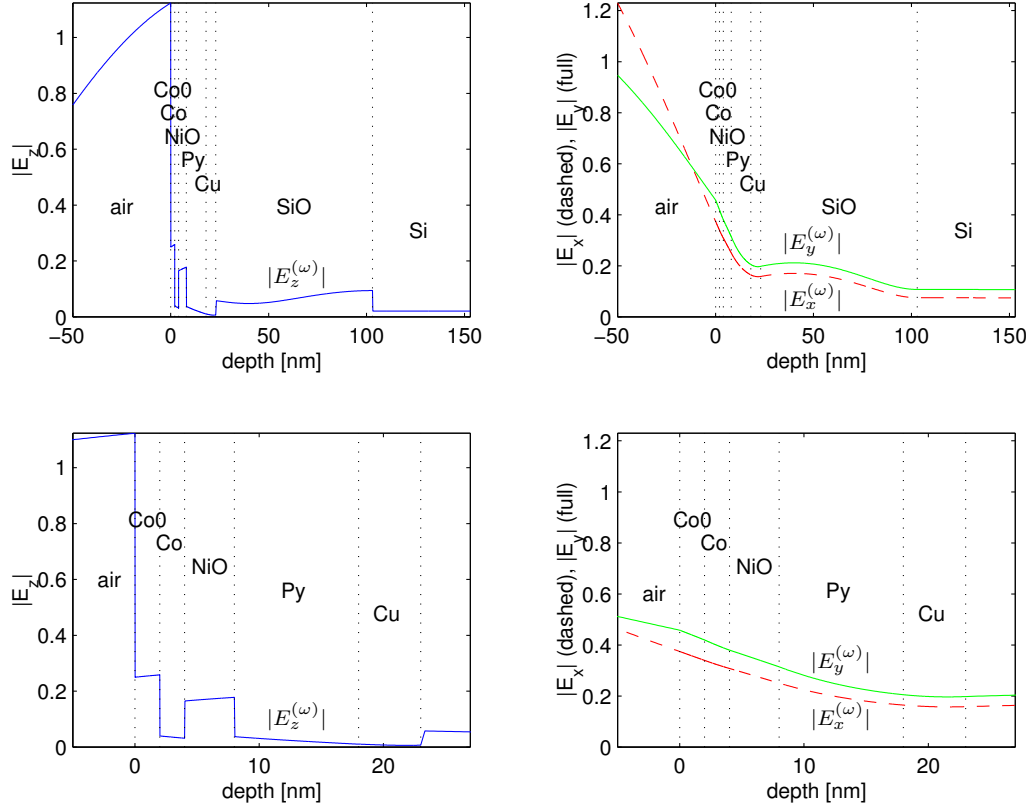 |E_z|
1
0.8
0.6
0.4
0.2
0
Co0
Co
NiO
Py
Cu
air
SiO
Si
|E_z^{(ω)}|
−50 0 50 100 150
depth [nm]
|E_x| (dashed), |E_y| (full)
1.2
1
0.8
0.6
0.4
0.2
0
Co0
Co
NiO
Py
Cu
air
SiO
Si
|E_y^{(ω)}|
|E_x^{(ω)}|
−50 0 50 100 150
depth [nm]
|E_z|
1
0.8
0.6
0.4
0.2
0
Co0
Co
NiO
air
Py
Cu
|E_z^{(ω)}|
0 10 20
depth [nm]
|E_x| (dashed), |E_y| (full)
1.2
1
0.8
0.6
0.4
0.2
0
Co0
Co
NiO
air
Py
Cu
|E_y^{(ω)}|
|E_x^{(ω)}|
0 10 20
depth [nm]